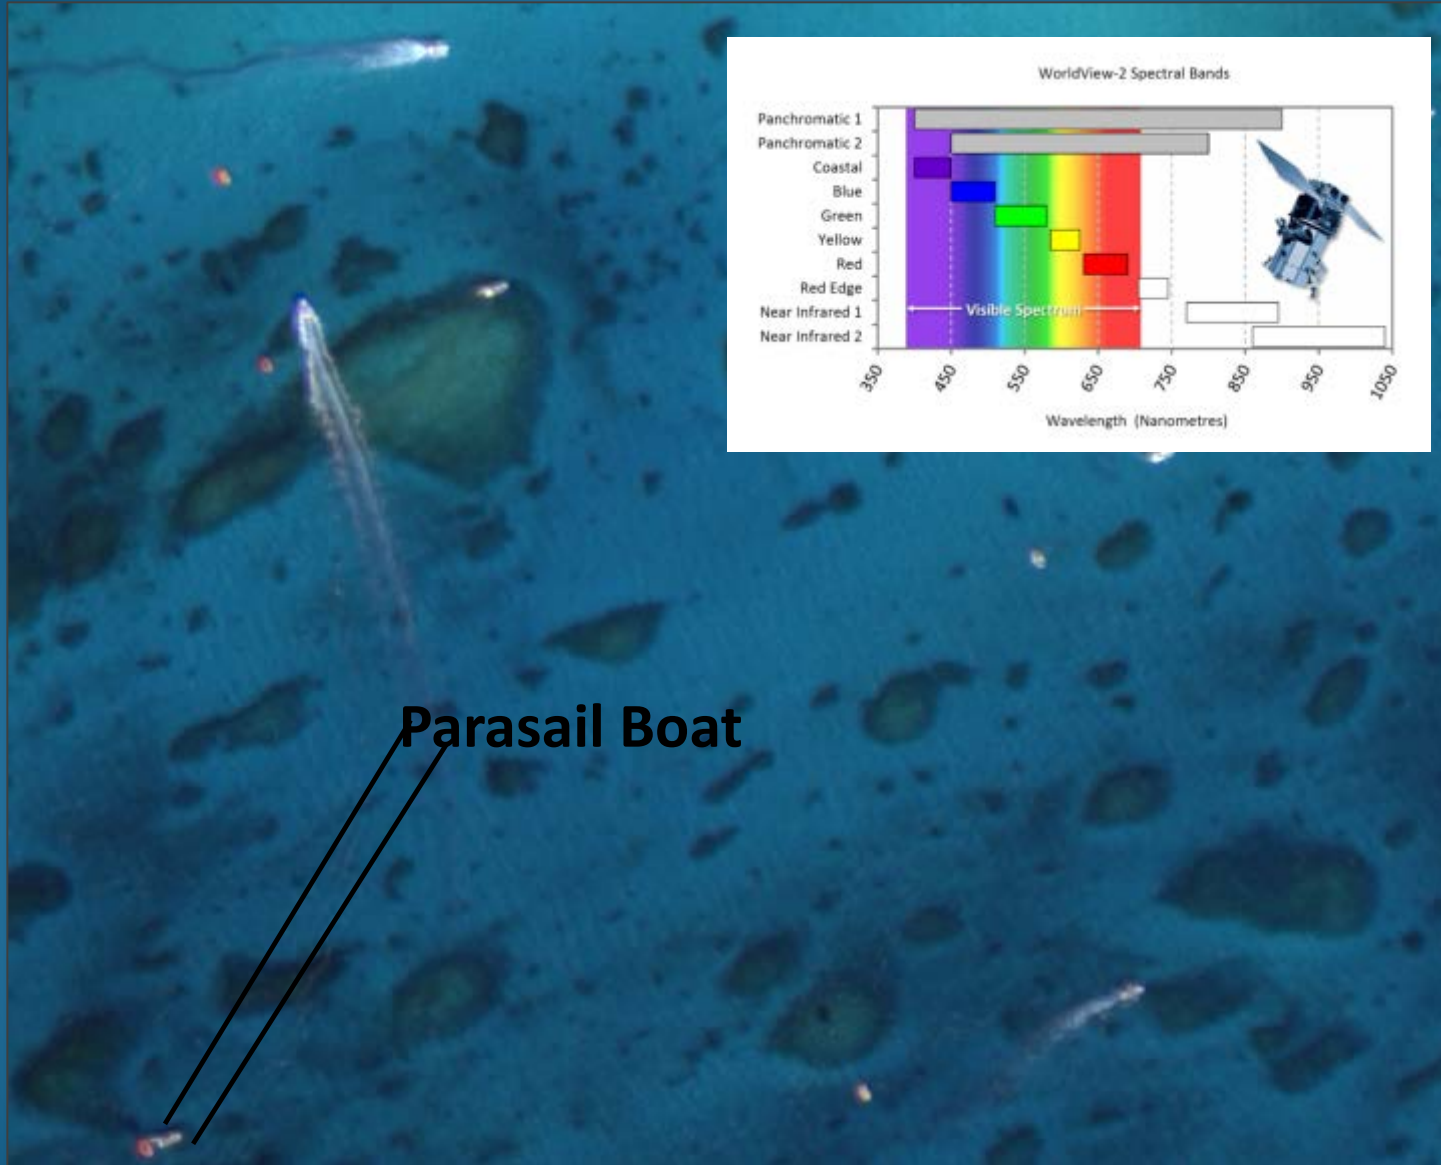 WorldView-2 Spectral Bands
Panchromatic 1
Panchromatic 2
Coastal
Blue
Green
Yellow
Red
Red Edge
Near Infrared 1
Near Infrared 2
Visible Spectrum
350 450 550 650 750 850 950 1050
Wavelength (Nanometres)
Parasail Boat